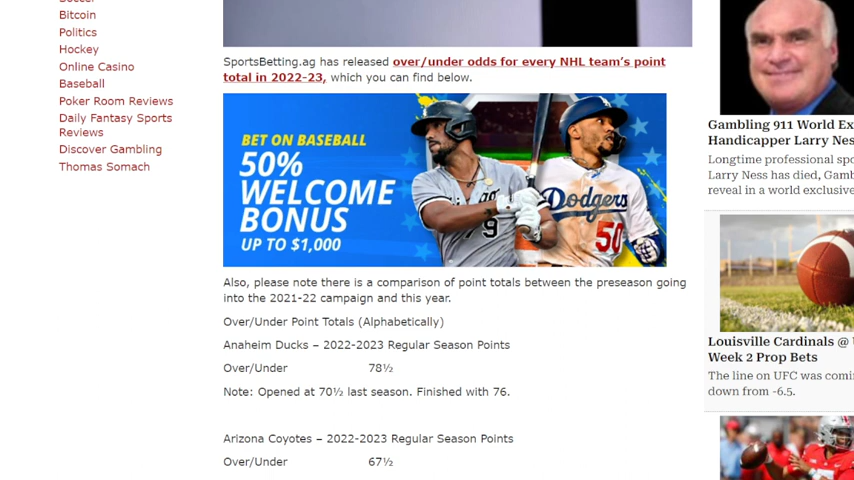 Bitcoin
Politics
Hockey
Online Casino
Baseball
Poker Room Reviews
Daily Fantasy Sports
Reviews
Discover Gambling
Thomas Somach
SportsBetting.ag has released over/under odds for every NHL team's point
total in 2022-23, which you can find below.
BET ON BASEBALL
50%
WELCOME
BONUS
UP TO $1,000
9
Dodgers
50
Also, please note there is a comparison of point totals between the preseason going
into the 2021-22 campaign and this year.
Over/Under Point Totals (Alphabetically)
Anaheim Ducks – 2022-2023 Regular Season Points
Over/Under 78½
Note: Opened at 70½ last season. Finished with 76.
Arizona Coyotes – 2022-2023 Regular Season Points
Over/Under 67½
Gambling 911 World Ex
Handicapper Larry Nes
Longtime professional spo
Larry Ness has died, Gamb
reveal in a world exclusive
Louisville Cardinals @
Week 2 Prop Bets
The line on UFC was comi
down from -6.5.